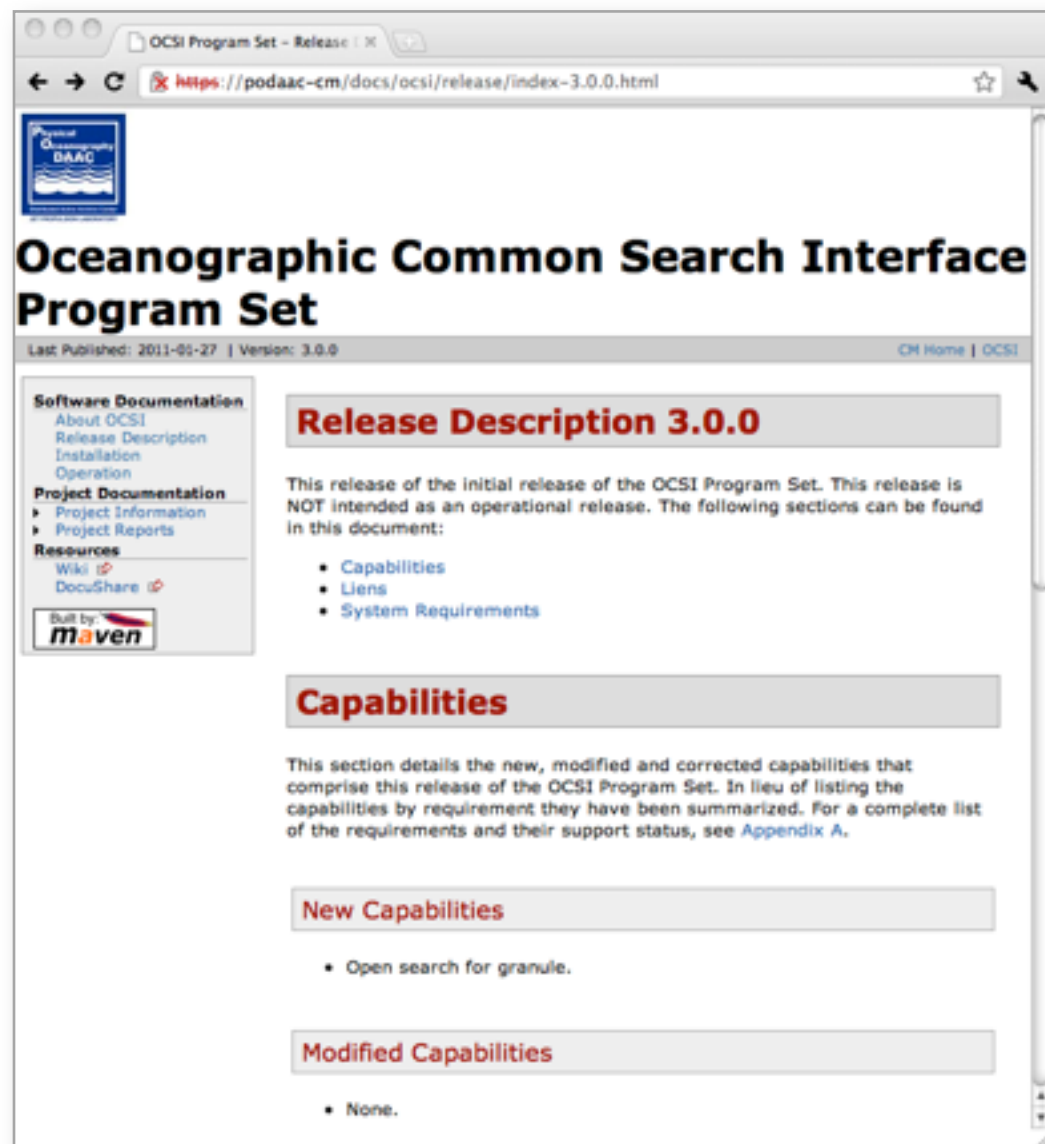 OCSI Program Set – Release
https://podaac-cm/docs/ocsi/release/index-3.0.0.html
Physical
Oceanography
DAAC
Oceanographic Common Search Interface
Program Set
Last Published: 2011-01-27 | Version: 3.0.0
CM Home | OCSI
Software Documentation
About OCSI
Release Description
Installation
Operation
Project Documentation
Project Information
Project Reports
Resources
Wiki
DocuShare
Built by:
maven
Release Description 3.0.0
This release of the initial release of the OCSI Program Set. This release is
NOT intended as an operational release. The following sections can be found
in this document:
• Capabilities
• Liens
• System Requirements
Capabilities
This section details the new, modified and corrected capabilities that
comprise this release of the OCSI Program Set. In lieu of listing the
capabilities by requirement they have been summarized. For a complete list
of the requirements and their support status, see Appendix A.
New Capabilities
• Open search for granule.
Modified Capabilities
• None.